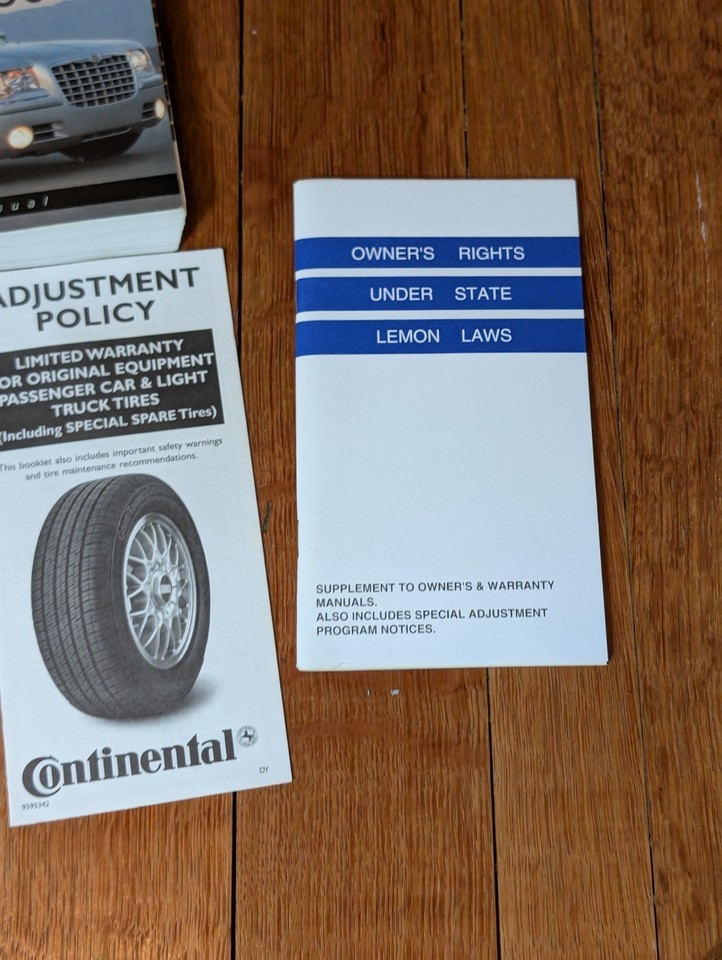 ADJUSTMENT
POLICY
LIMITED WARRANTY
FOR ORIGINAL EQUIPMENT
PASSENGER CAR & LIGHT
TRUCK TIRES
(Including SPECIAL SPARE Tires)
This booklet also includes important safety warnings
and tire maintenance recommendations.
Continental
DY
9595342
OWNER'S RIGHTS
UNDER STATE
LEMON LAWS
SUPPLEMENT TO OWNER'S & WARRANTY
MANUALS.
ALSO INCLUDES SPECIAL ADJUSTMENT
PROGRAM NOTICES.